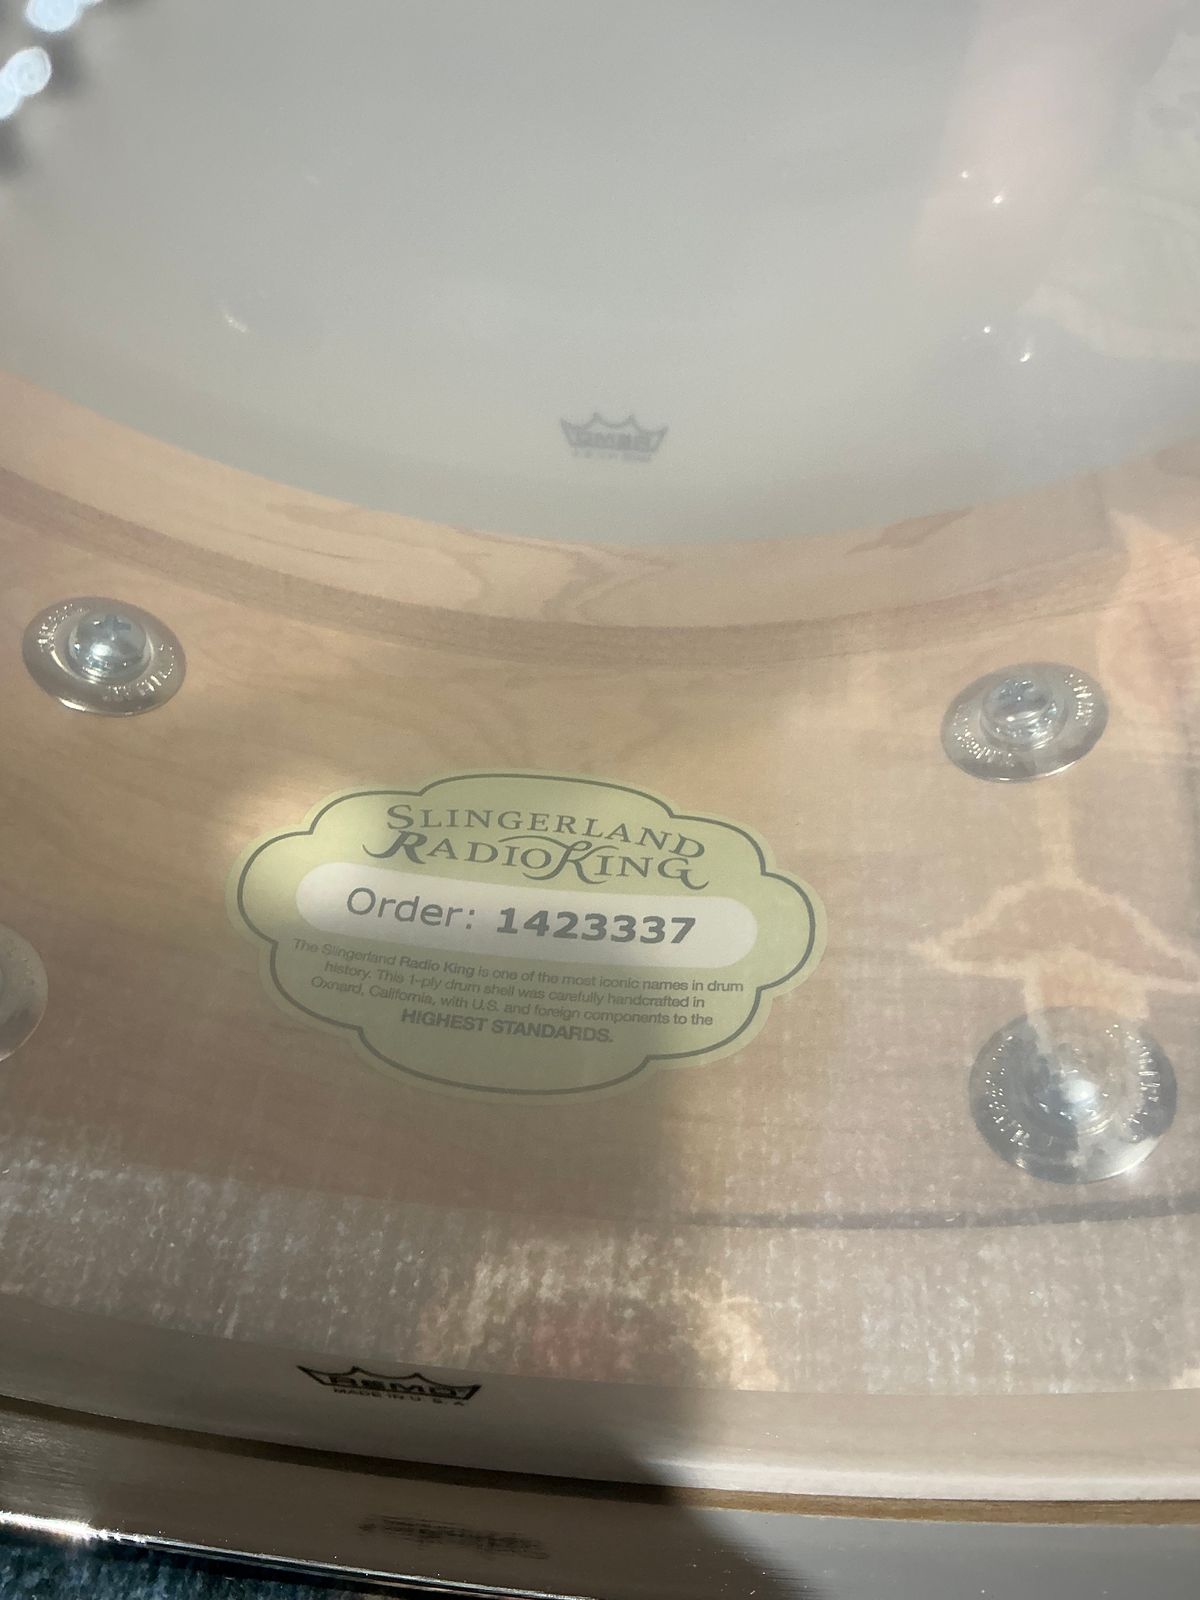 SLINGERLAND
RADIO KING
Order: 1423337
The Slingerland Radio King is one of the most iconic names in drum
history. This 1-ply drum shell was carefully handcrafted in
Oxnard, California, with U.S. and foreign components to the
HIGHEST STANDARDS.
REMO
MADE IN U.S.A